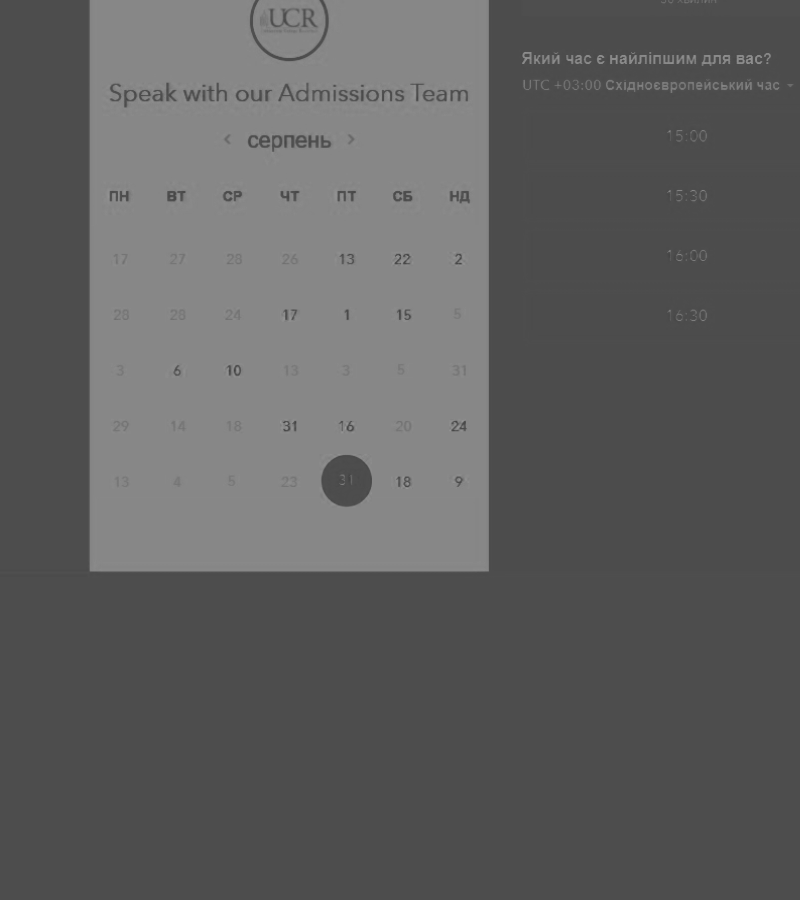 UCR
Speak with our Admissions Team
‹ серпень ›
ПН ВТ СР ЧТ ПТ СБ НД
17 27 28 26 13 22 2
28 28 24 17 1 15 5
3 6 10 13 3 5 31
29 14 18 31 16 20 24
13 4 5 23 31 18 9
Який час є найліпшим для вас?
UTC +03:00 Східноєвропейський час
15:00
15:30
16:00
16:30